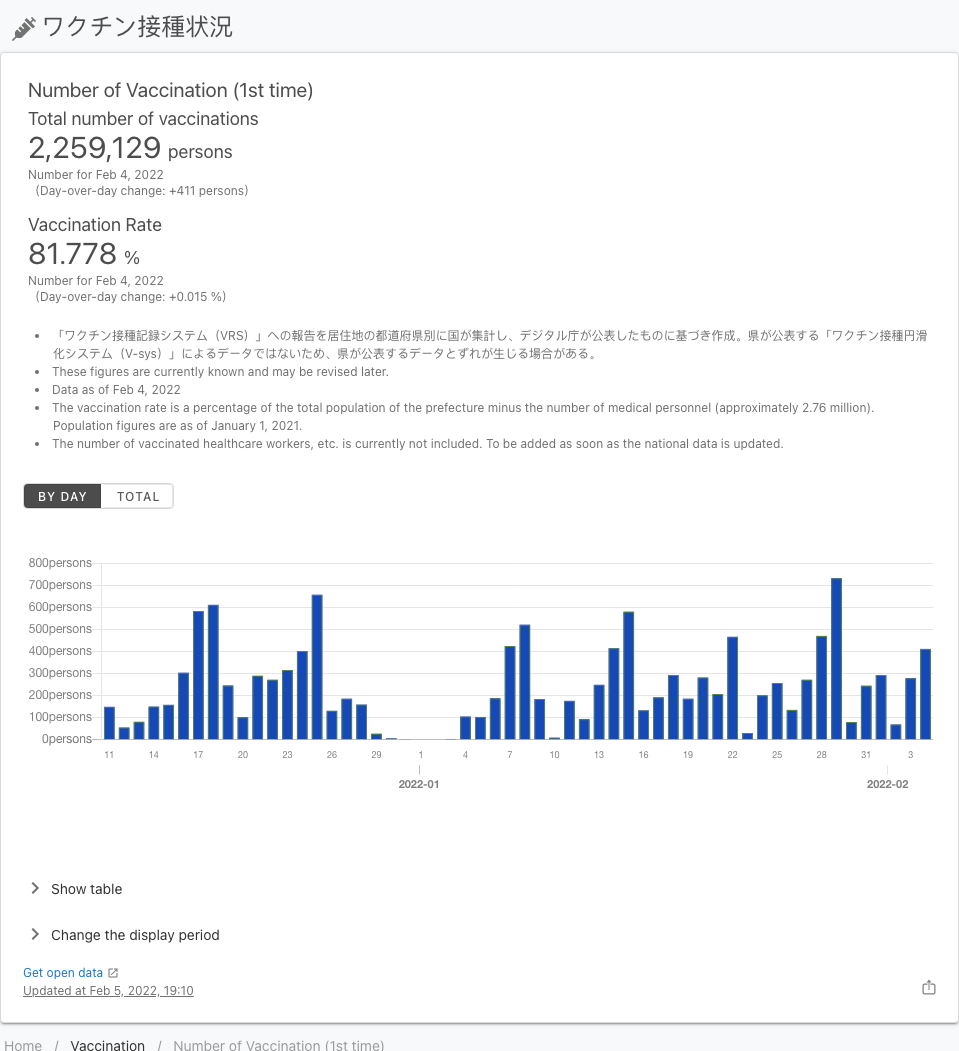 ワクチン接種状況
Number of Vaccination (1st time)
Total number of vaccinations
2,259,129 persons
Number for Feb 4, 2022
(Day-over-day change: +411 persons)
Vaccination Rate
81.778 %
Number for Feb 4, 2022
(Day-over-day change: +0.015 %)
• 「ワクチン接種記録システム（VRS）」への報告を居住地の都道府県別に国が集計し、デジタル庁が公表したものに基づき作成。県が公表する「ワクチン接種円滑
化システム（V-sys）」によるデータではないため、県が公表するデータとずれが生じる場合がある。
• These figures are currently known and may be revised later.
• Data as of Feb 4, 2022
• The vaccination rate is a percentage of the total population of the prefecture minus the number of medical personnel (approximately 2.76 million).
Population figures are as of January 1, 2021.
• The number of vaccinated healthcare workers, etc. is currently not included. To be added as soon as the national data is updated.
BY DAY TOTAL
800persons
700persons
600persons
500persons
400persons
300persons
200persons
100persons
0persons
11 14 17 20 23 26 29 1 4 7 10 13 16 19 22 25 28 31 3
2022-01 2022-02
Show table
Change the display period
Get open data
Updated at Feb 5, 2022, 19:10
Home / Vaccination / Number of Vaccination (1st time)